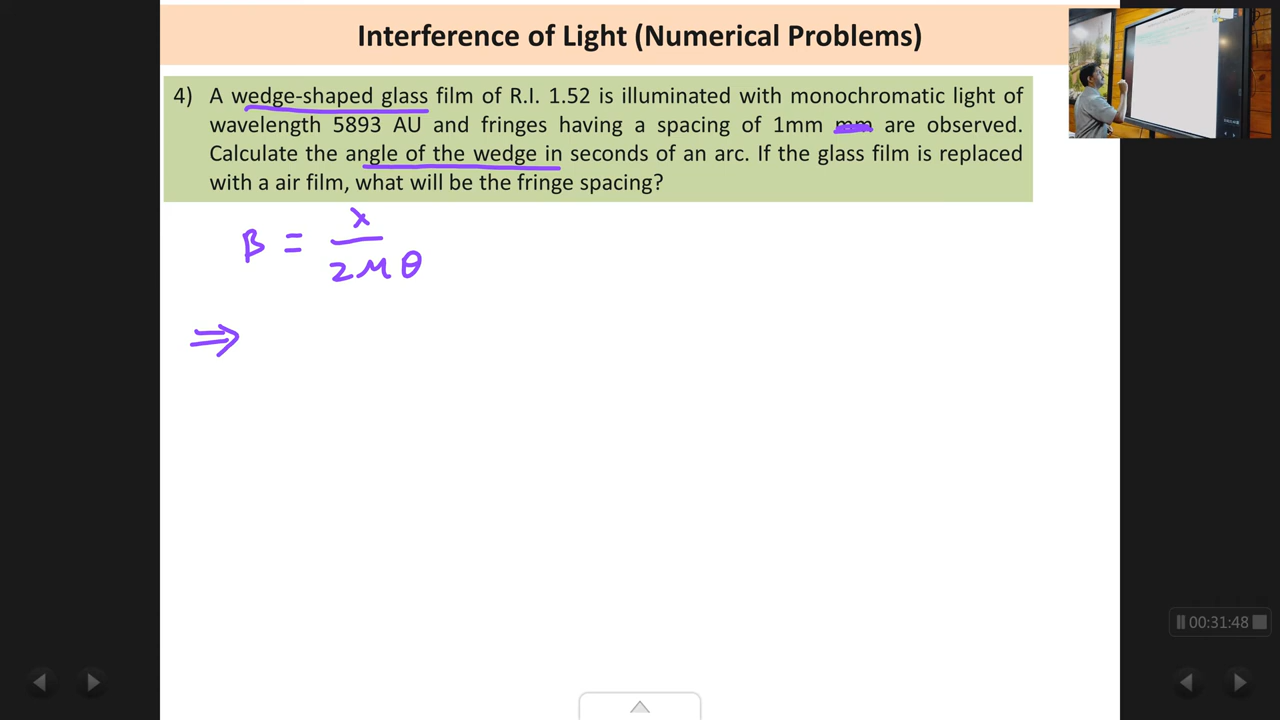 Interference of Light (Numerical Problems)
4) A wedge-shaped glass film of R.I. 1.52 is illuminated with monochromatic light of
wavelength 5893 AU and fringes having a spacing of 1mm mm are observed.
Calculate the angle of the wedge in seconds of an arc. If the glass film is replaced
with a air film, what will be the fringe spacing?
β = λ / 2μθ
⇒
00:31:48